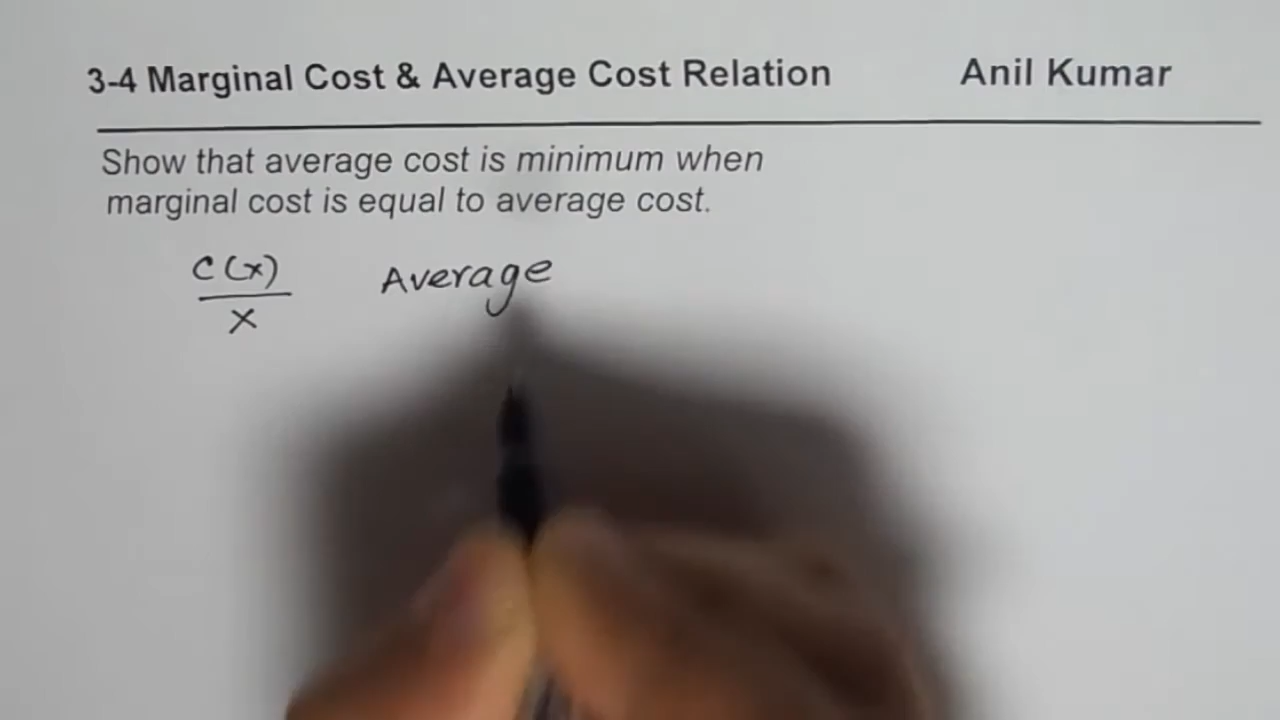 3-4 Marginal Cost & Average Cost Relation Anil Kumar
Show that average cost is minimum when
marginal cost is equal to average cost.
C(x) Average
x